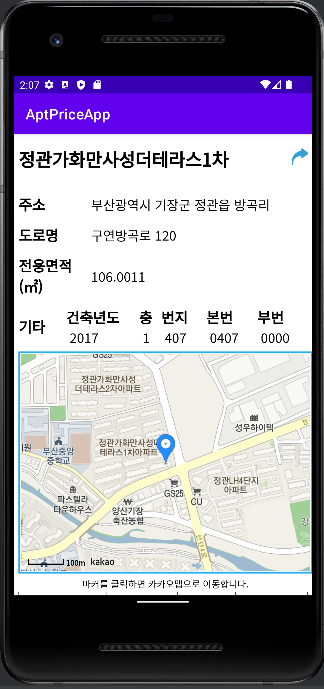 2:07
AptPriceApp
정관가화만사성더테라스1차
주소 부산광역시 기장군 정관읍 방곡리
도로명 구연방곡로 120
전용면적
(㎡) 106.0011
건축년도 층 번지 본번 부번
기타
2017 1 407 0407 0000
GS25
정관가화만사성
더테라스2차아파트
성우하이텍
부산중앙
중학교
정관가화만사성더
테라스1차아파트
정관LH4단지
아파트
GS25
CU
파스텔라
타운하우스
양산기장
축산농협
100m kakao
마커를 클릭하면 카카오맵으로 이동합니다.